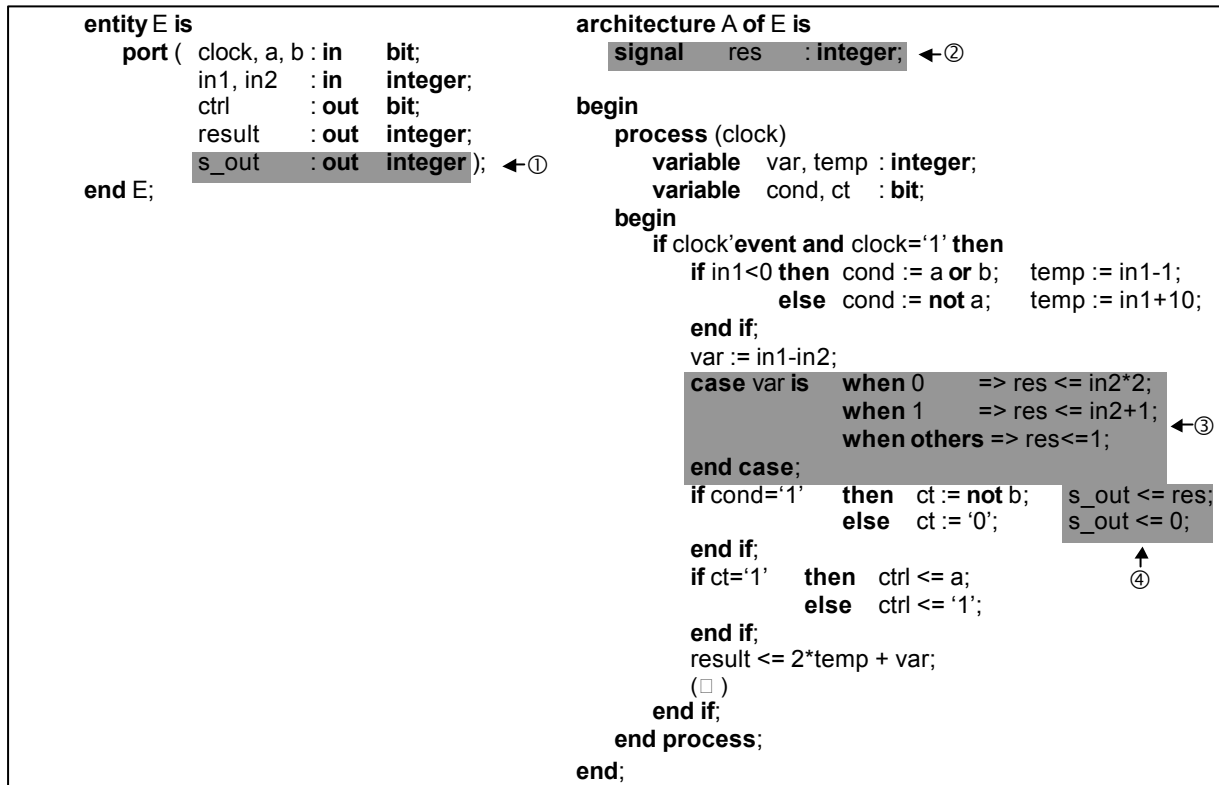 entity E is
port ( clock, a, b : in bit;
in1, in2 : in integer;
ctrl : out bit;
result : out integer;
s_out : out integer ); ←①
end E;
architecture A of E is
signal res : integer; ←②
begin
process (clock)
variable var, temp : integer;
variable cond, ct : bit;
begin
if clock’event and clock=‘1’ then
if in1<0 then cond := a or b; temp := in1-1;
else cond := not a; temp := in1+10;
end if;
var := in1-in2;
case var is when 0 => res <= in2*2;
when 1 => res <= in2+1;
when others => res<=1; ←③
end case;
if cond=‘1’ then ct := not b; s_out <= res;
else ct := ‘0’; s_out <= 0;
end if; ↑
④
if ct=‘1’ then ctrl <= a;
else ctrl <= ‘1’;
end if;
result <= 2*temp + var;
(□ )
end if;
end process;
end;